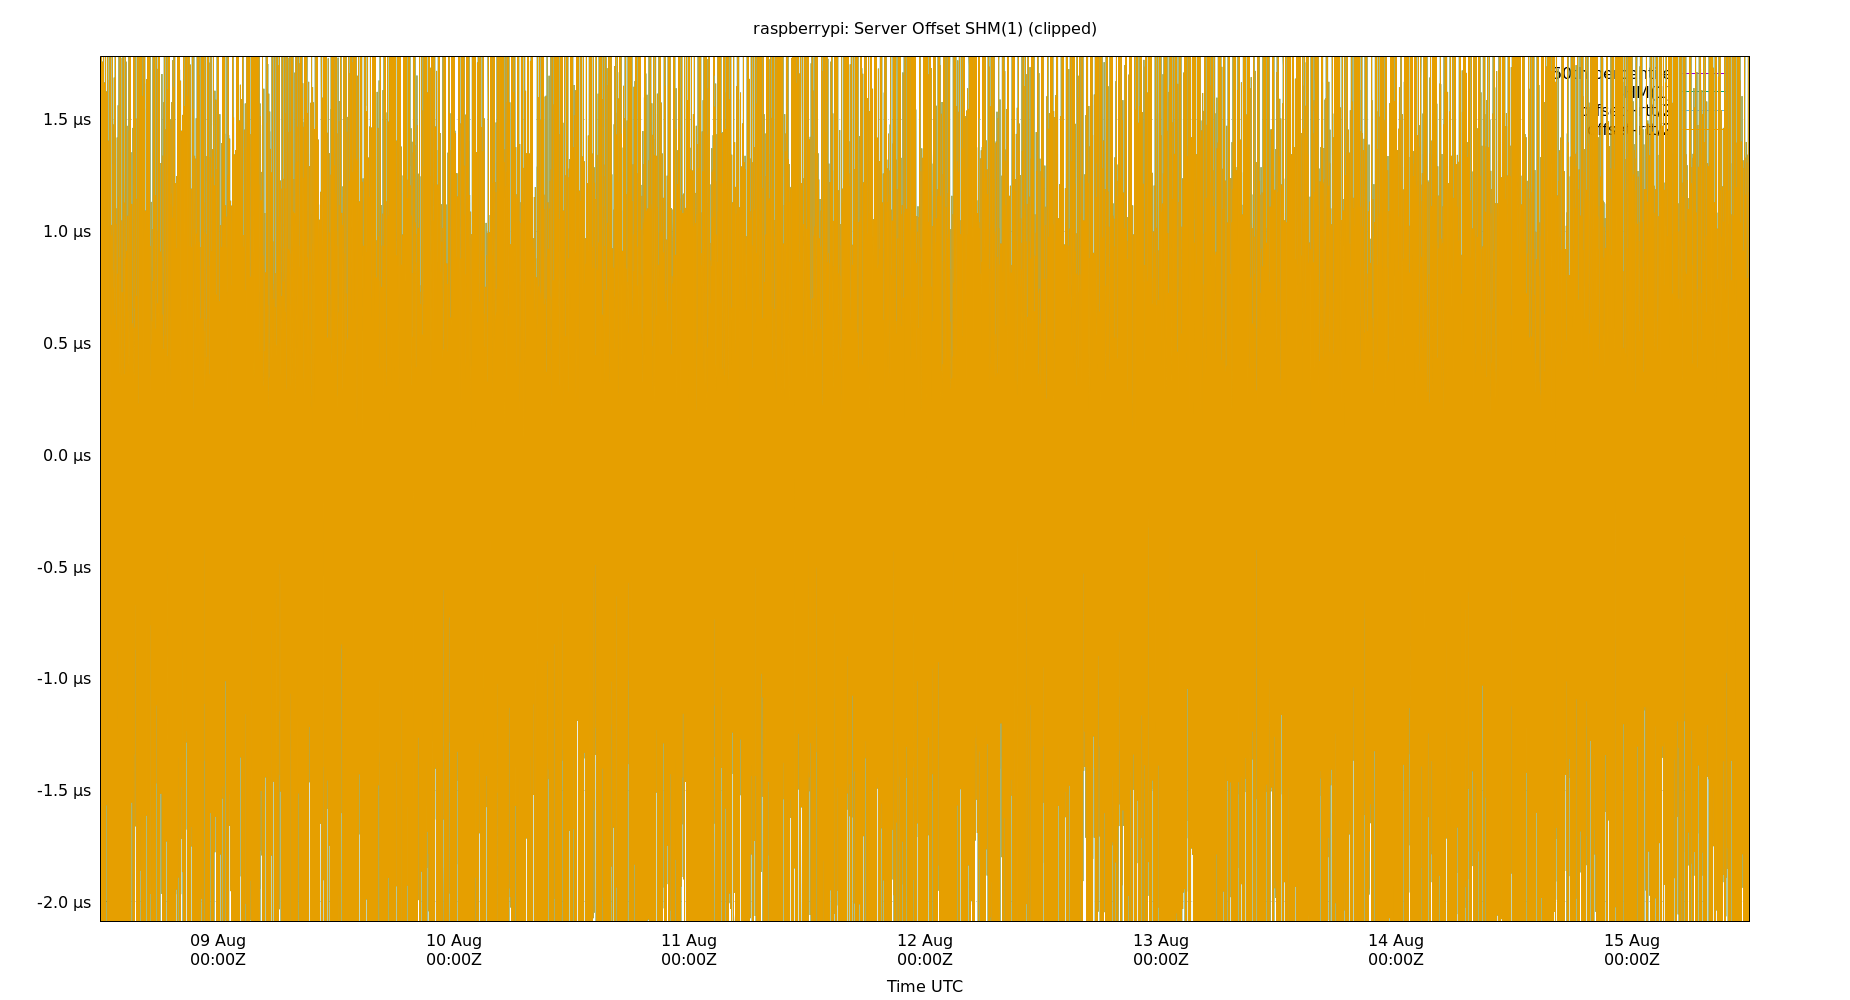 raspberrypi: Server Offset SHM(1) (clipped)
1.5 µs
1.0 µs
0.5 µs
0.0 µs
-0.5 µs
-1.0 µs
-1.5 µs
-2.0 µs
09 Aug 10 Aug 11 Aug 12 Aug 13 Aug 14 Aug 15 Aug
00:00Z 00:00Z 00:00Z 00:00Z 00:00Z 00:00Z 00:00Z
Time UTC